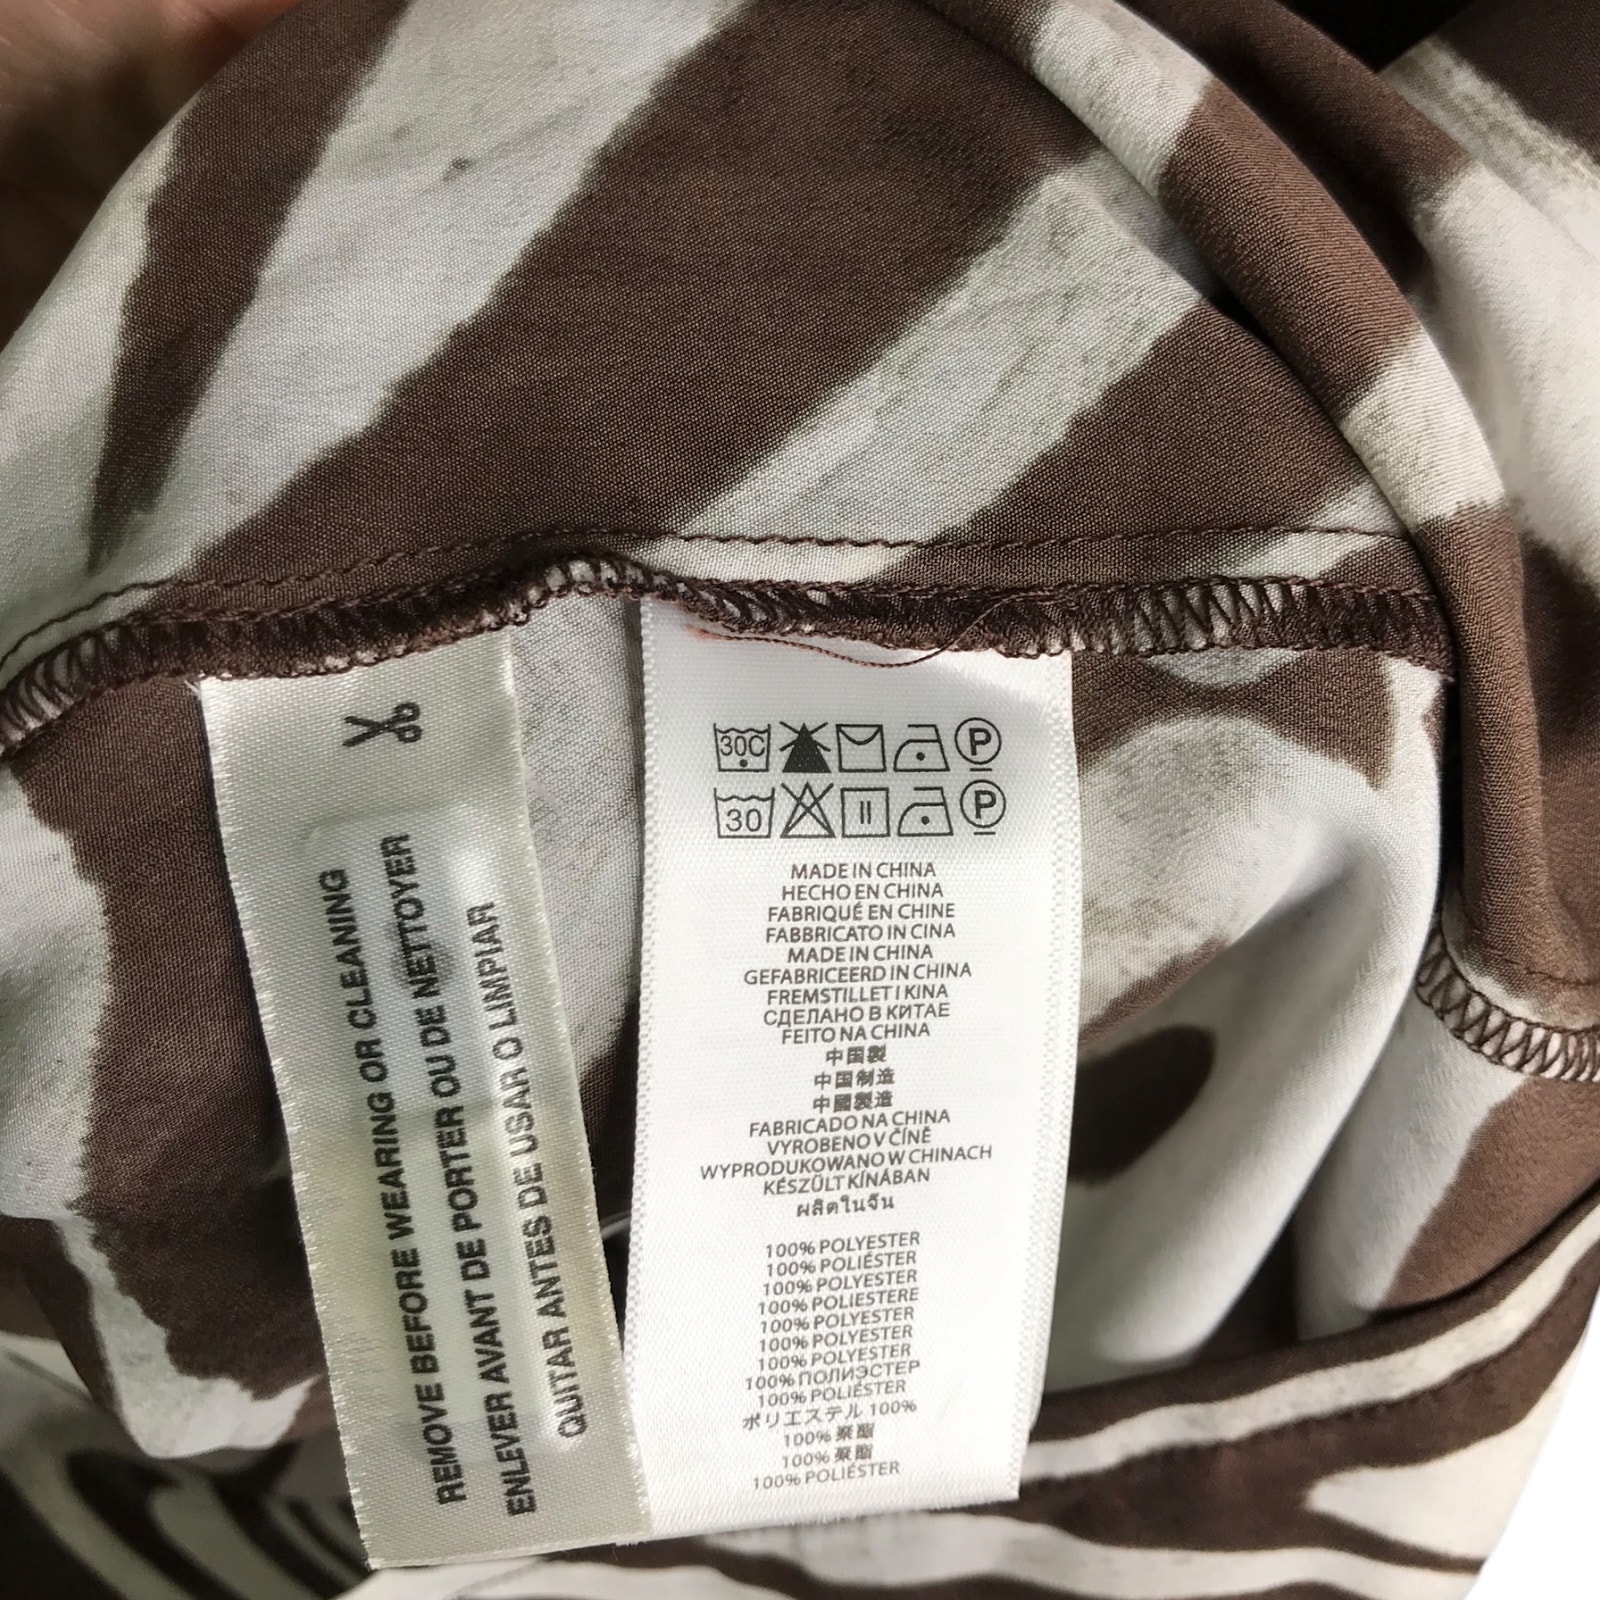 REMOVE BEFORE WEARING OR CLEANING
ENLEVER AVANT DE PORTER OU DE NETTOYER
QUITAR ANTES DE USAR O LIMPIAR
30C P
30 P
MADE IN CHINA
HECHO EN CHINA
FABRIQUÉ EN CHINE
FABBRICATO IN CINA
MADE IN CHINA
GEFABRICEERD IN CHINA
FREMSTILLET I KINA
СДЕЛАНО В КИТАЕ
FEITO NA CHINA
中国製
中国制造
中國製造
FABRICADO NA CHINA
VYROBENO V ČÍNĚ
WYPRODUKOWANO W CHINACH
KÉSZÜLT KÍNÁBAN
ผลิตในจีน
100% POLYESTER
100% POLIÉSTER
100% POLYESTER
100% POLIESTERE
100% POLYESTER
100% POLYESTER
100% POLYESTER
100% ПОЛИЭСТЕР
100% POLIÉSTER
ポリエステル 100%
100% 聚酯
100% 聚酯
100% POLIÉSTER